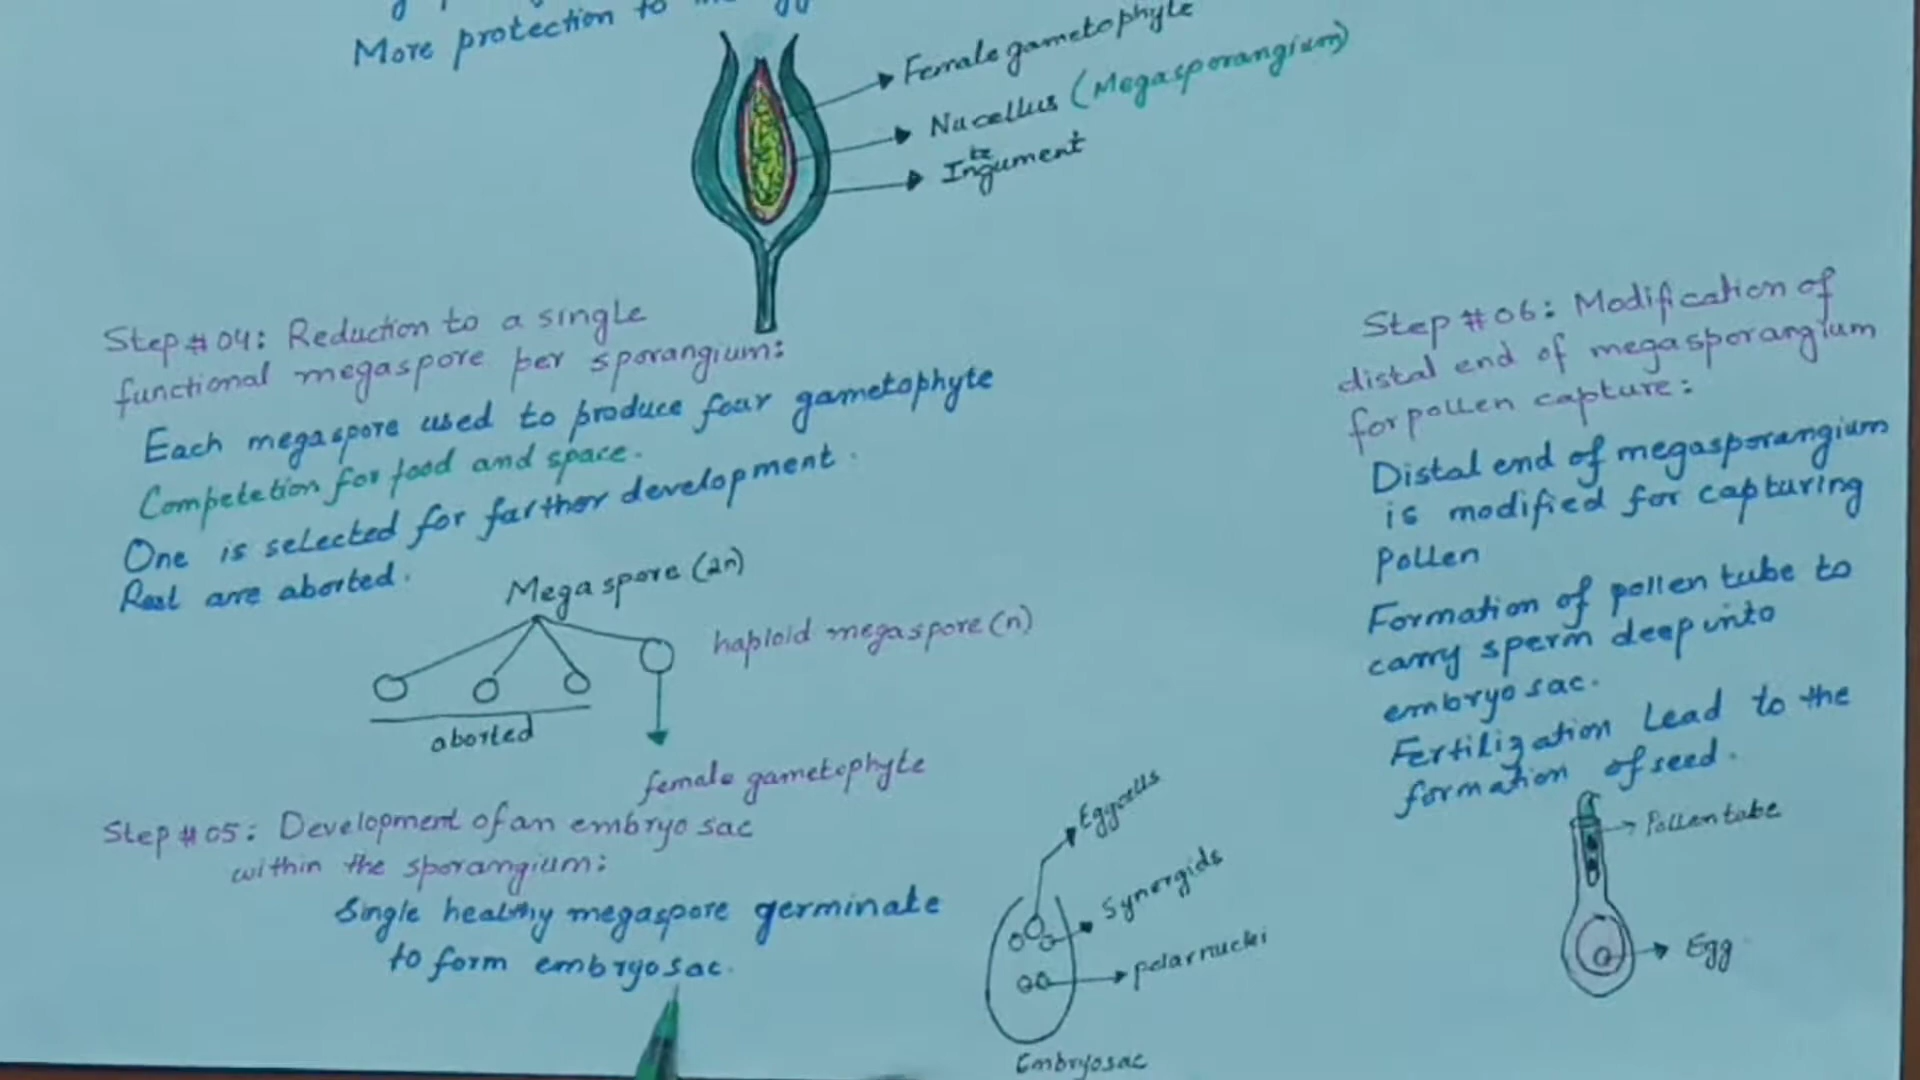 More protection to
Female gametophyte
Nucellus (Megasporangium)
Integument
Step # 04: Reduction to a single
functional megaspore per sporangium:
Each megaspore used to produce four gametophyte
Competetion for food and space.
One is selected for farther development.
Rest are aborted.
Megaspore (2n)
haploid megaspore (n)
aborted
female gametophyte
Step # 05: Development of an embryo sac
within the sporangium:
Single healthy megaspore germinate
to form embryo sac.
Egg cells
Synergids
polar nuclei
Embryosac
Step # 06: Modification of
distal end of megasporangium
for pollen capture:
Distal end of megasporangium
is modified for capturing
pollen
Formation of pollen tube to
carry sperm deep into
embryo sac.
Fertilization Lead to the
formation of seed.
Pollen tube
Egg